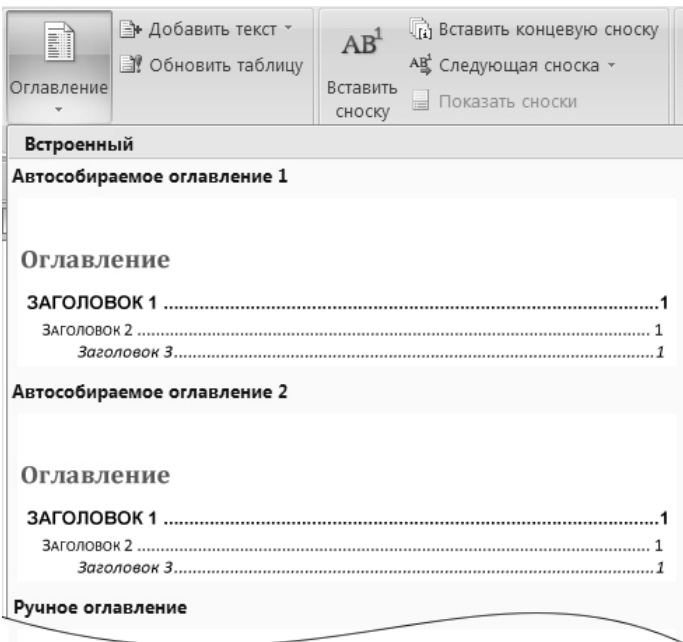 Оглавление
Добавить текст
Обновить таблицу
AB¹
Вставить сноску
[i] Вставить концевую сноску
AB¹ Следующая сноска
Показать сноски
Встроенный
Автособираемое оглавление 1
Оглавление
ЗАГОЛОВОК 1 ........................................................................1
ЗАГОЛОВОК 2 ........................................................................ 1
Заголовок 3........................................................................1
Автособираемое оглавление 2
Оглавление
ЗАГОЛОВОК 1 ........................................................................1
ЗАГОЛОВОК 2 ........................................................................ 1
Заголовок 3........................................................................1
Ручное оглавление